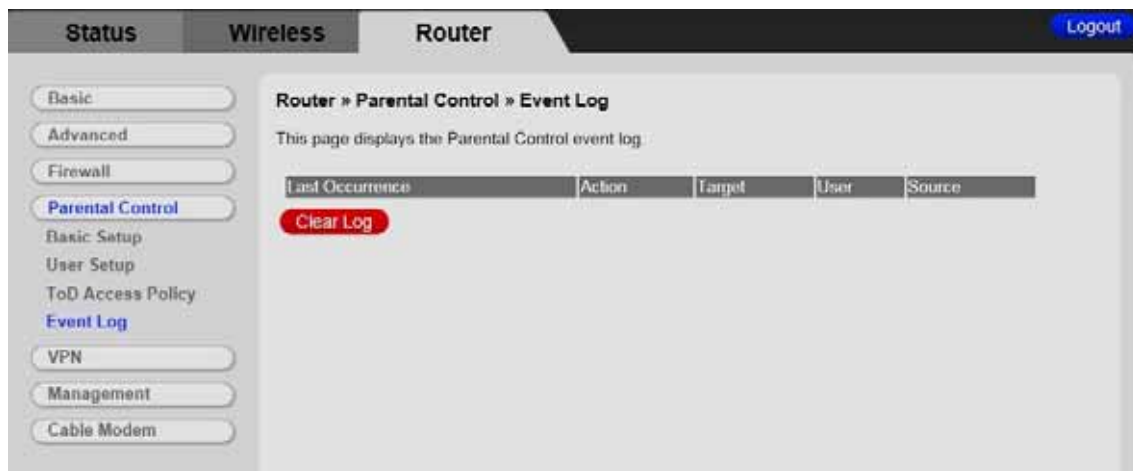 Status Wireless Router Logout
Basic
Advanced
Firewall
Parental Control
Basic Setup
User Setup
ToD Access Policy
Event Log
VPN
Management
Cable Modem
Router » Parental Control » Event Log
This page displays the Parental Control event log
Last Occurrence Action Target User Source
Clear Log